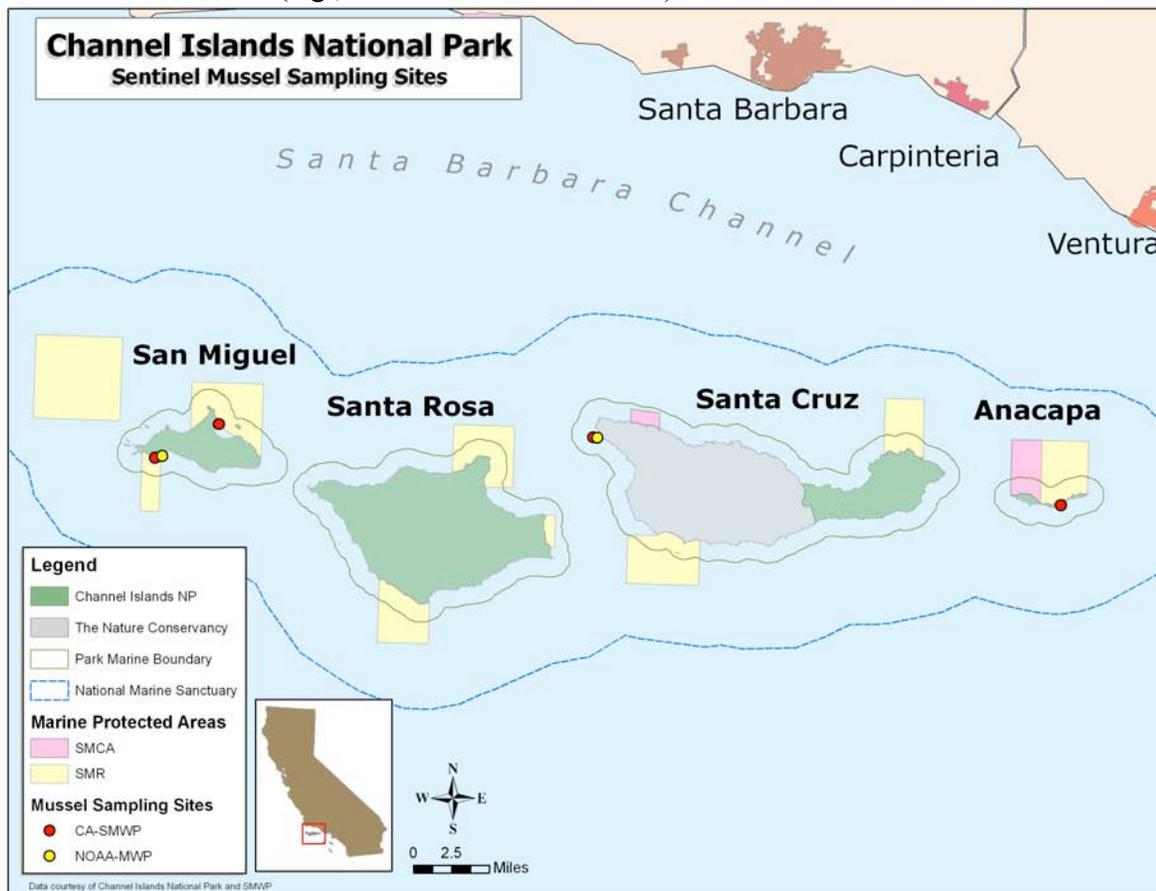 Channel Islands National Park
Sentinel Mussel Sampling Sites
Santa Barbara
Carpinteria
Santa Barbara Channel
Ventura
San Miguel
Santa Rosa
Santa Cruz
Anacapa
Legend
Channel Islands NP
The Nature Conservancy
Park Marine Boundary
National Marine Sanctuary
Marine Protected Areas
SMCA
SMR
Mussel Sampling Sites
CA-SMWP
NOAA-MWP
N
W E
S
0 2.5
Miles
Data courtesy of Channel Islands National Park and SMWP